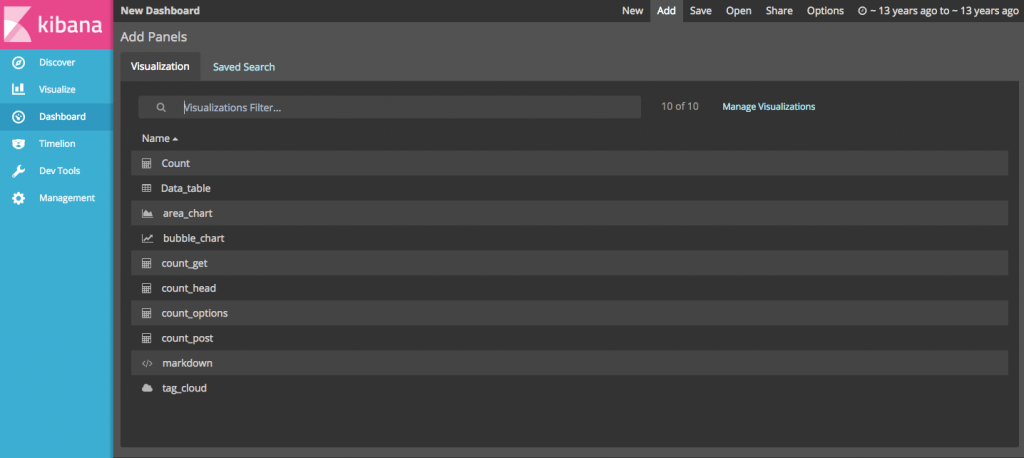 kibana
Discover
Visualize
Dashboard
Timelion
Dev Tools
Management
New Dashboard New Add Save Open Share Options ~ 13 years ago to ~ 13 years ago
Add Panels
Visualization Saved Search
Visualizations Filter... 10 of 10 Manage Visualizations
Name
Count
Data_table
area_chart
bubble_chart
count_get
count_head
count_options
count_post
markdown
tag_cloud